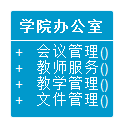 学院办公室
+ 会议管理()
+ 教师服务()
+ 教学管理()
+ 文件管理()